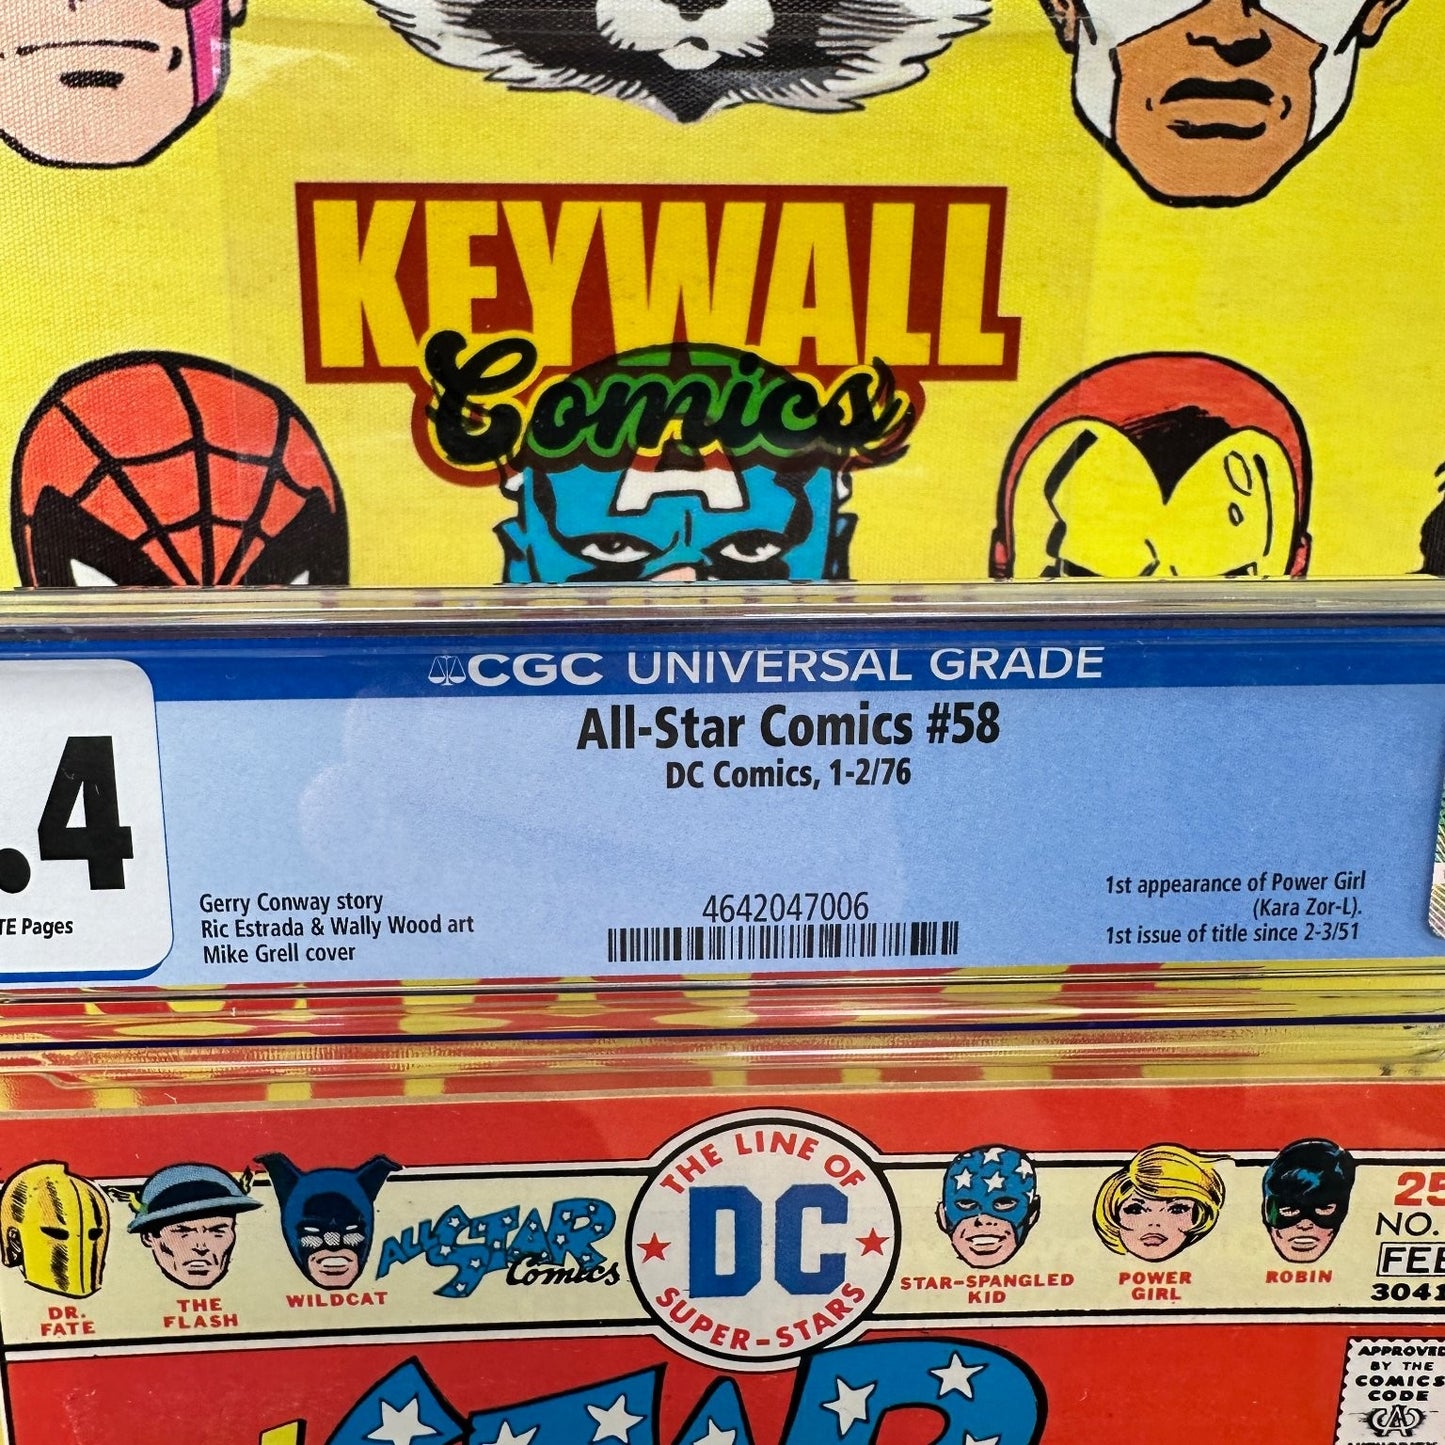 KEYWALL
Comics
A
CGC UNIVERSAL GRADE
All-Star Comics #58
DC Comics, 1-2/76
.4
TE Pages
Gerry Conway story
Ric Estrada & Wally Wood art
Mike Grell cover
4642047006
1st appearance of Power Girl
(Kara Zor-L).
1st issue of title since 2-3/51
DR.
FATE
THE
FLASH
WILDCAT
ALL STAR
Comics
THE LINE OF
DC
SUPER-STARS
STAR-SPANGLED
KID
POWER
GIRL
ROBIN
25
NO.
FEB
3041
APPROVED
BY THE
COMICS
CODE